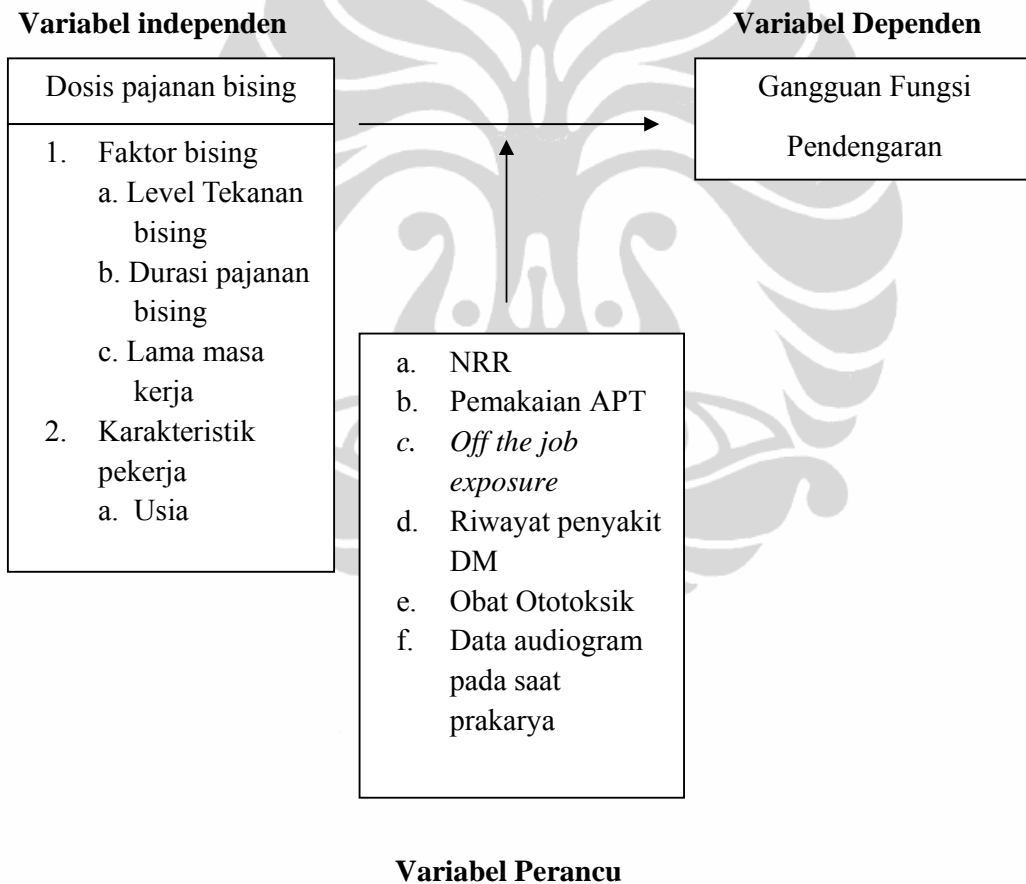 Variabel independen
Dosis pajanan bising
1. Faktor bising
a. Level Tekanan
bising
b. Durasi pajanan
bising
c. Lama masa
kerja
2. Karakteristik
pekerja
a. Usia
Variabel Dependen
Gangguan Fungsi
Pendengaran
a. NRR
b. Pemakaian APT
c. Off the job
exposure
d. Riwayat penyakit
DM
e. Obat Ototoksik
f. Data audiogram
pada saat
prakarya
Variabel Perancu